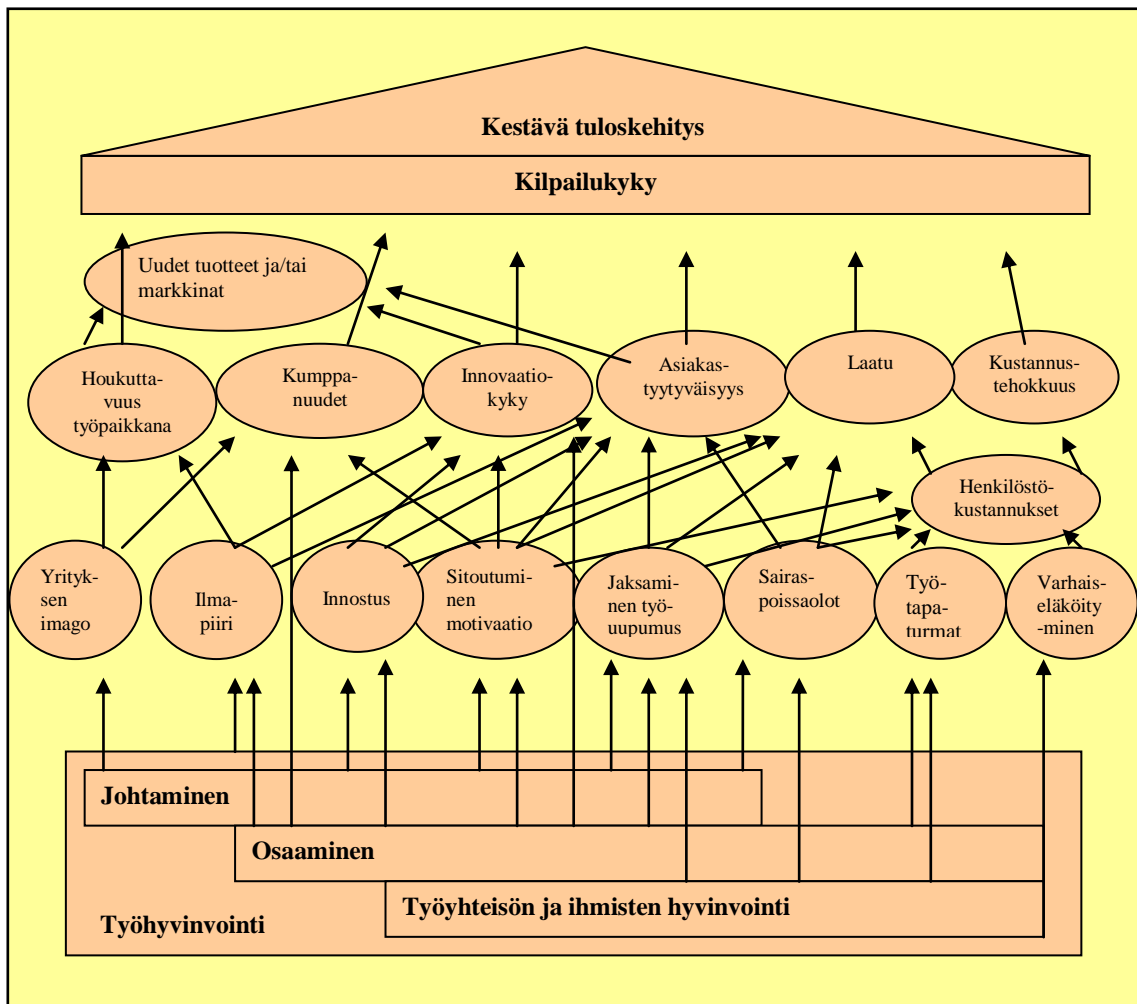 Kestävä tuloskehitys
Kilpailukyky
Uudet tuotteet ja/tai
markkinat
Houkutta-
vuus
työpaikkana
Kumppa-
nuudet
Innovaatio-
kyky
Asiakas-
tyytyväisyys
Laatu
Kustannus-
tehokkuus
Henkilöstö-
kustannukset
Yrityk-
sen
imago
Ilma-
piiri
Innostus
Sitoutumi-
nen
motivaatio
Jaksami-
nen työ-
uupumus
Sairas-
poissaolot
Työ-
tapa-
turmat
Varhais-
eläköity
-minen
Johtaminen
Osaaminen
Työyhteisön ja ihmisten hyvinvointi
Työhyvinvointi